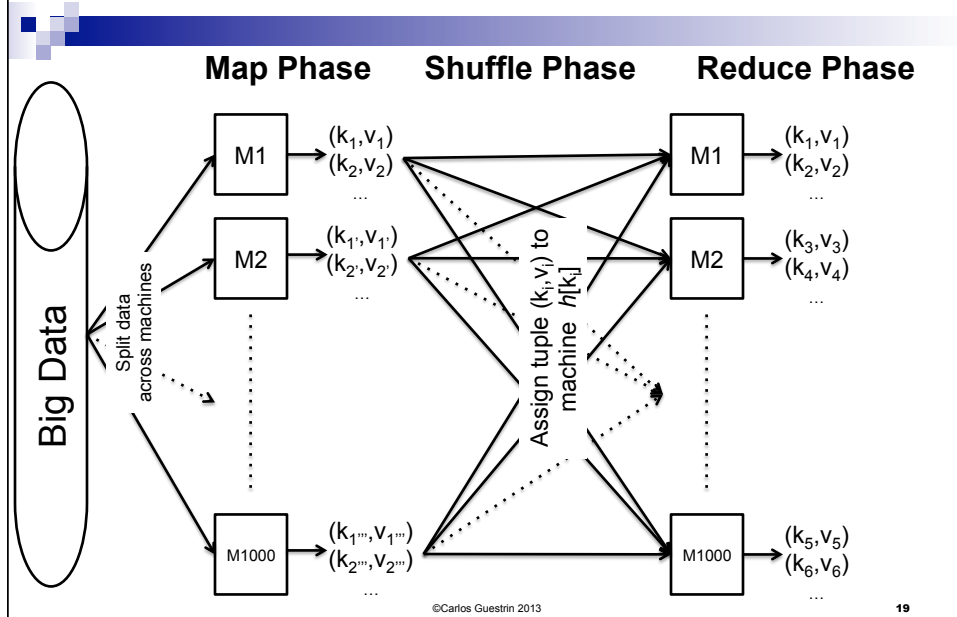 Map Phase
Shuffle Phase
Reduce Phase
Big Data
Split data
across machines
M1
(k₁,v₁)
(k₂,v₂)
...
M2
(k₁',v₁')
(k₂',v₂')
...
M1000
(k₁''',v₁''')
(k₂''',v₂''')
...
Assign tuple (kᵢ,vᵢ) to
machine h[kᵢ]
M1
(k₁,v₁)
(k₂,v₂)
...
M2
(k₃,v₃)
(k₄,v₄)
...
M1000
(k₅,v₅)
(k₆,v₆)
...
©Carlos Guestrin 2013
19